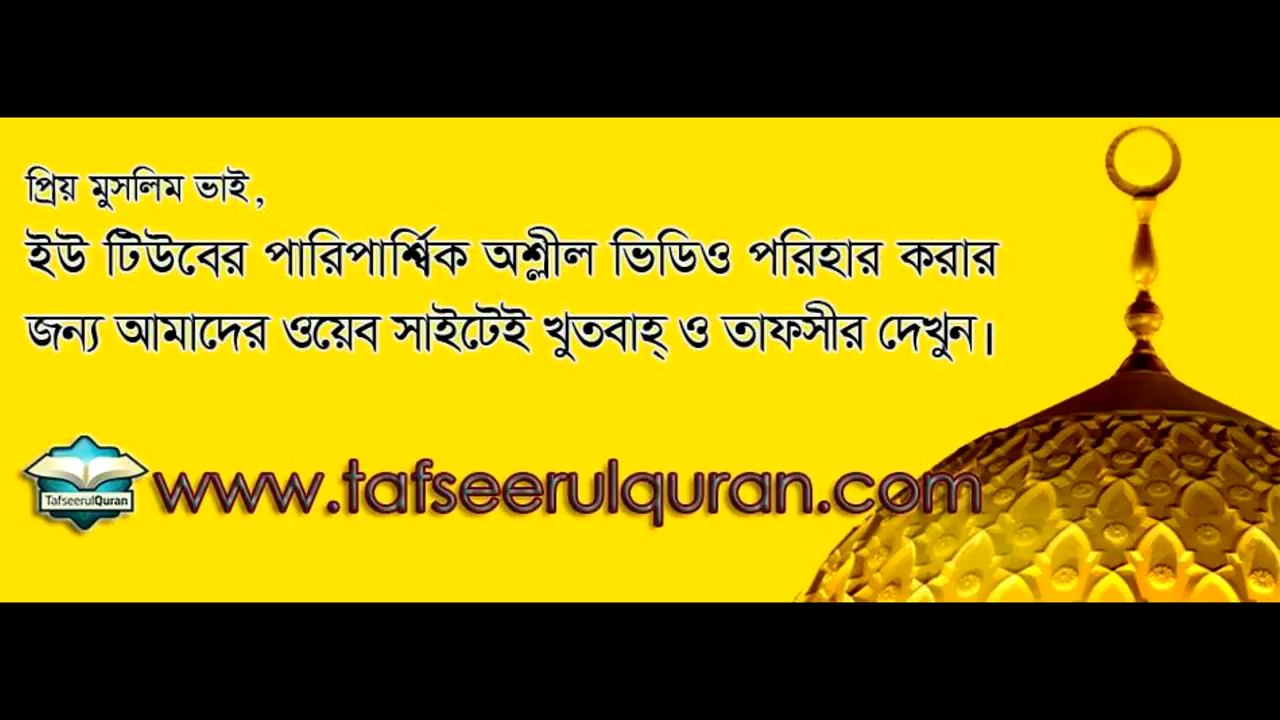 প্রিয় মুসলিম ভাই,
ইউ টিউবের পারিপার্শ্বিক অশ্লীল ভিডিও পরিহার করার
জন্য আমাদের ওয়েব সাইটেই খুতবাহ্ ও তাফসীর দেখুন।
TafseerulQuran
www.tafseerulquran.com